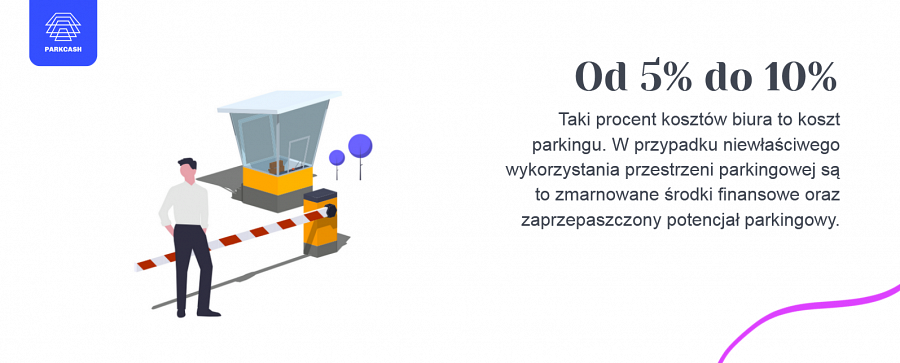 PARKCASH
Od 5% do 10%
Taki procent kosztów biura to koszt
parkingu. W przypadku niewłaściwego
wykorzystania przestrzeni parkingowej są
to zmarnowane środki finansowe oraz
zaprzepaszczony potencjał parkingowy.